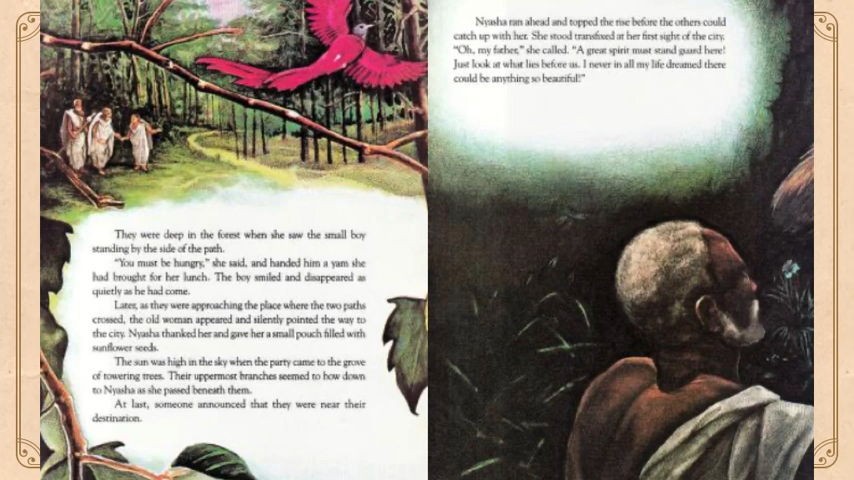 They were deep in the forest when she saw the small boy
standing by the side of the path.
"You must be hungry," she said, and handed him a yam she
had brought for her lunch. The boy smiled and disappeared as
quietly as he had come.
Later, as they were approaching the place where the two paths
crossed, the old woman appeared and silently pointed the way to
the city. Nyasha thanked her and gave her a small pouch filled with
sunflower seeds.
The sun was high in the sky when the party came to the grove
of towering trees. Their uppermost branches seemed to bow down
to Nyasha as she passed beneath them.
At last, someone announced that they were near their
destination.
Nyasha ran ahead and topped the rise before the others could
catch up with her. She stood transfixed at her first sight of the city.
"Oh, my father," she called. "A great spirit must stand guard here!
Just look at what lies before us. I never in all my life dreamed there
could be anything so beautiful!"